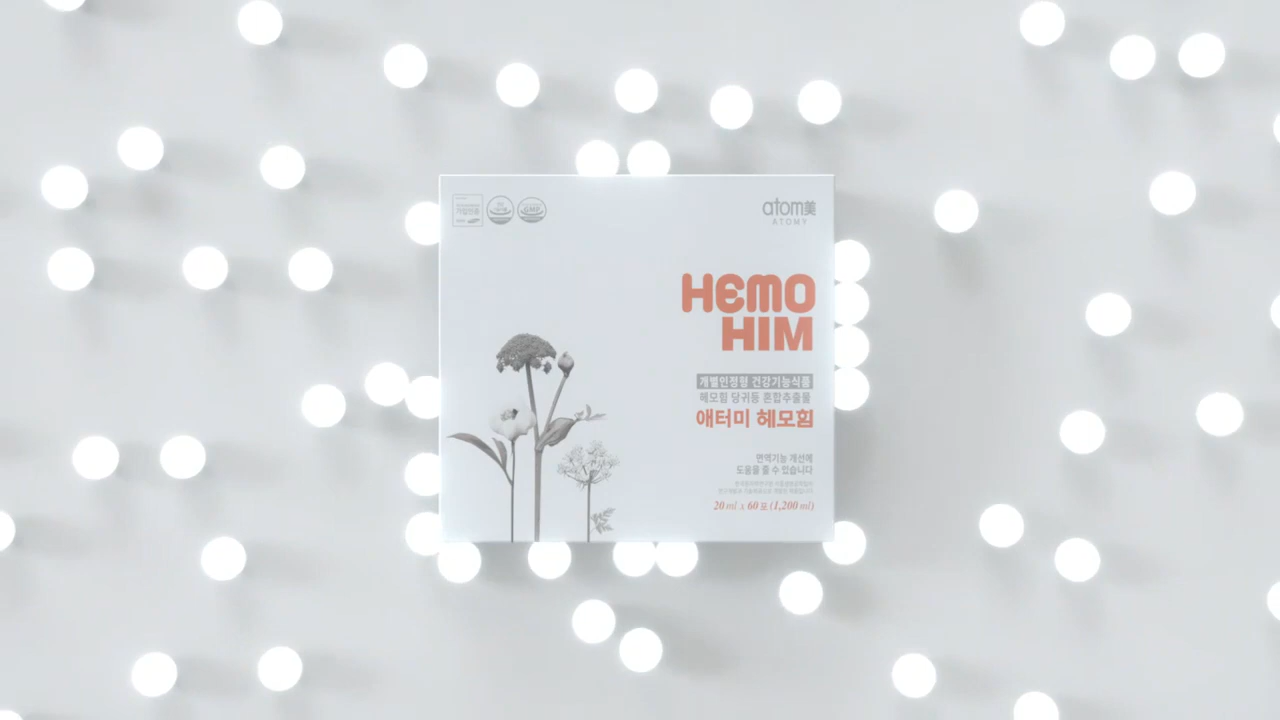 GMP
atom美
ATOMY
HEMO
HIM
개별인정형 건강기능식품
헤모힘 당귀등 혼합추출물
애터미 헤모힘
면역기능 개선에
도움을 줄 수 있습니다
20 ml x 60 포 (1,200 ml)